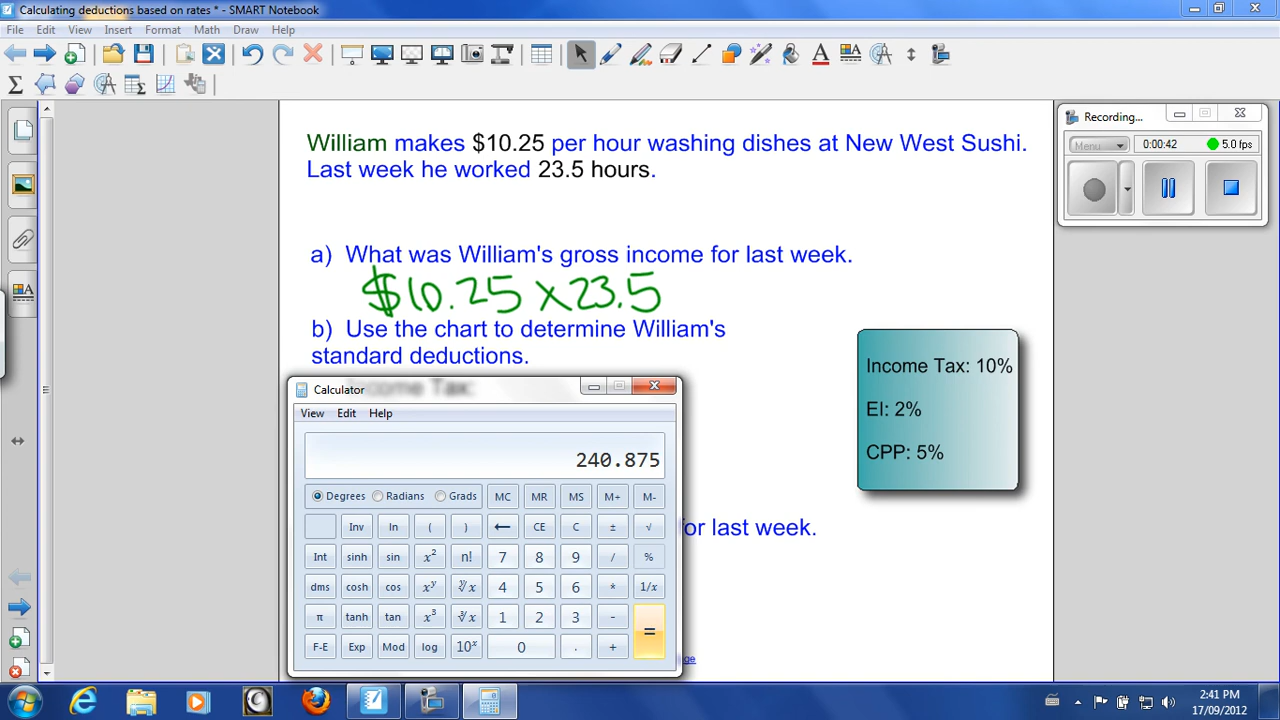 Calculating deductions based on rates * - SMART Notebook
File Edit View Insert Format Math Draw Help
William makes $10.25 per hour washing dishes at New West Sushi.
Last week he worked 23.5 hours.
a) What was William's gross income for last week.
$10.25 x 23.5
b) Use the chart to determine William's
standard deductions.
Income Tax:
Income Tax: 10%
EI: 2%
CPP: 5%
for last week.
Recording...
Menu 0:00:42 5.0 fps
Calculator
View Edit Help
240.875
Degrees Radians Grads MC MR MS M+ M-
Inv ln ( ) ← CE C ± √
Int sinh sin x² n! 7 8 9 / %
dms cosh cos xʸ ʸ√x 4 5 6 * 1/x
π tanh tan x³ ³√x 1 2 3 - =
F-E Exp Mod log 10ˣ 0 . +
2:41 PM
17/09/2012